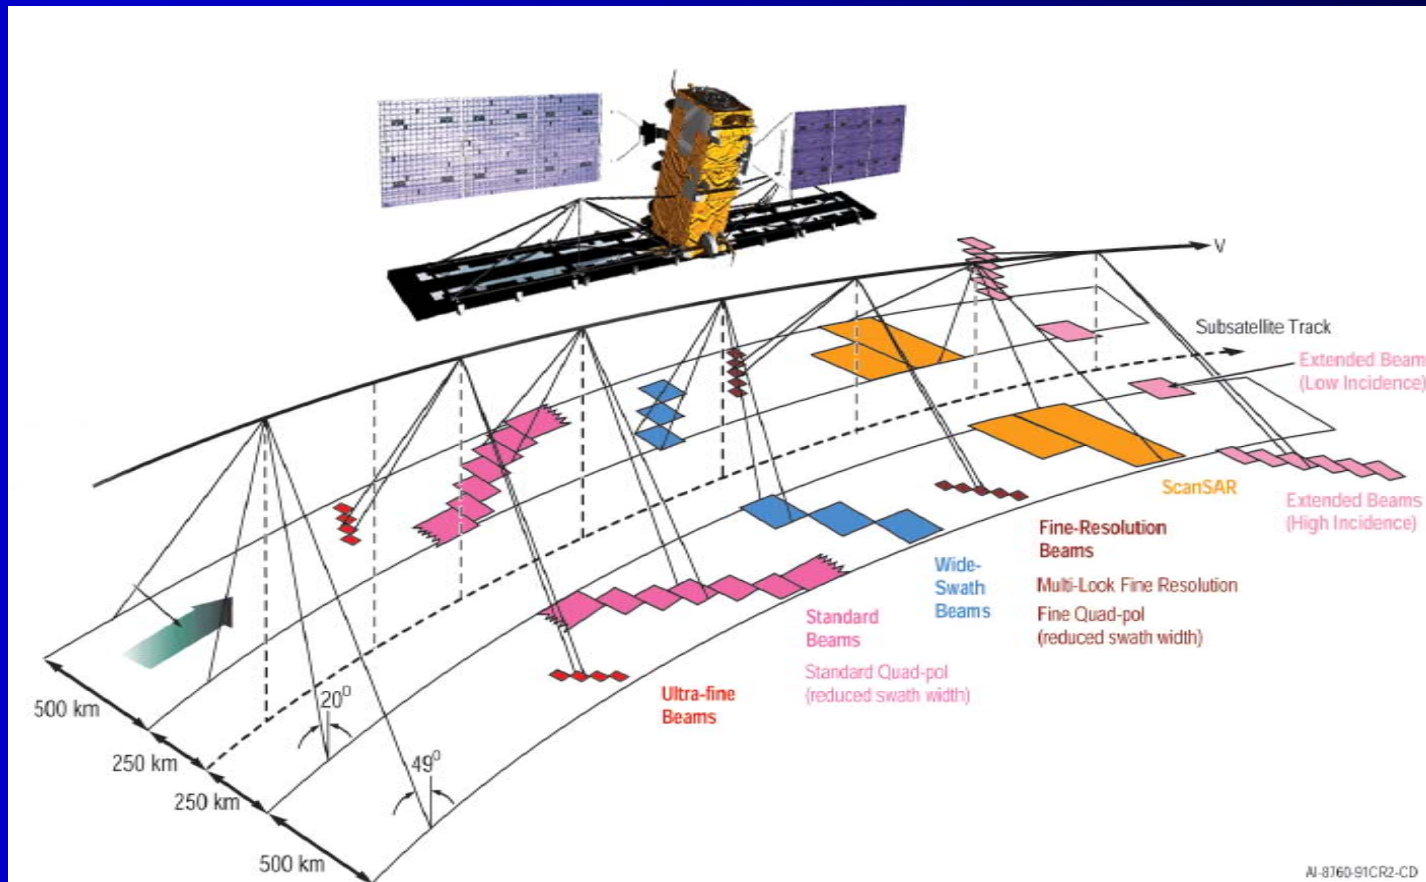 V
Subsatellite Track
Extended Beam
(Low Incidence)
ScanSAR
Extended Beams
(High Incidence)
Fine-Resolution
Beams
Multi-Look Fine Resolution
Fine Quad-pol
(reduced swath width)
Wide-
Swath
Beams
Standard
Beams
Standard Quad-pol
(reduced swath width)
Ultra-fine
Beams
500 km
250 km
250 km
500 km
20⁰
49⁰
AI-8760-91CR2-CD